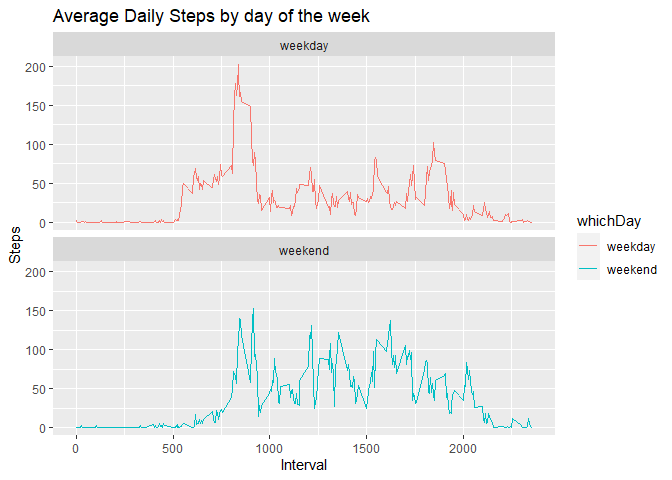 Average Daily Steps by day of the week
weekday
200
150
100
50
0
weekend
200
150
100
50
0
Steps
0 500 1000 1500 2000
Interval
whichDay
weekday
weekend